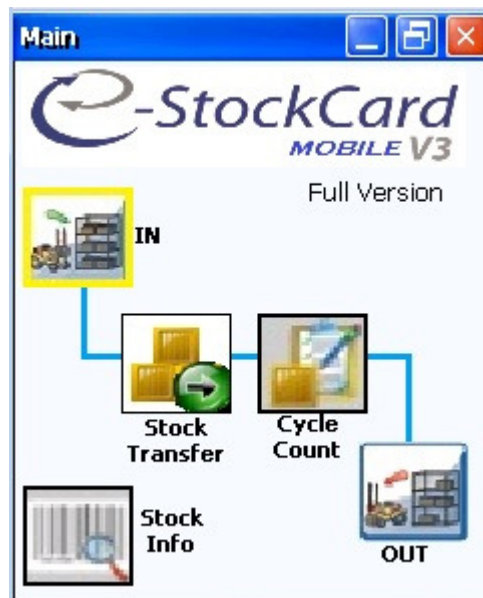 Main
e-StockCard
MOBILE V3
Full Version
IN
Stock
Transfer
Cycle
Count
OUT
Stock
Info